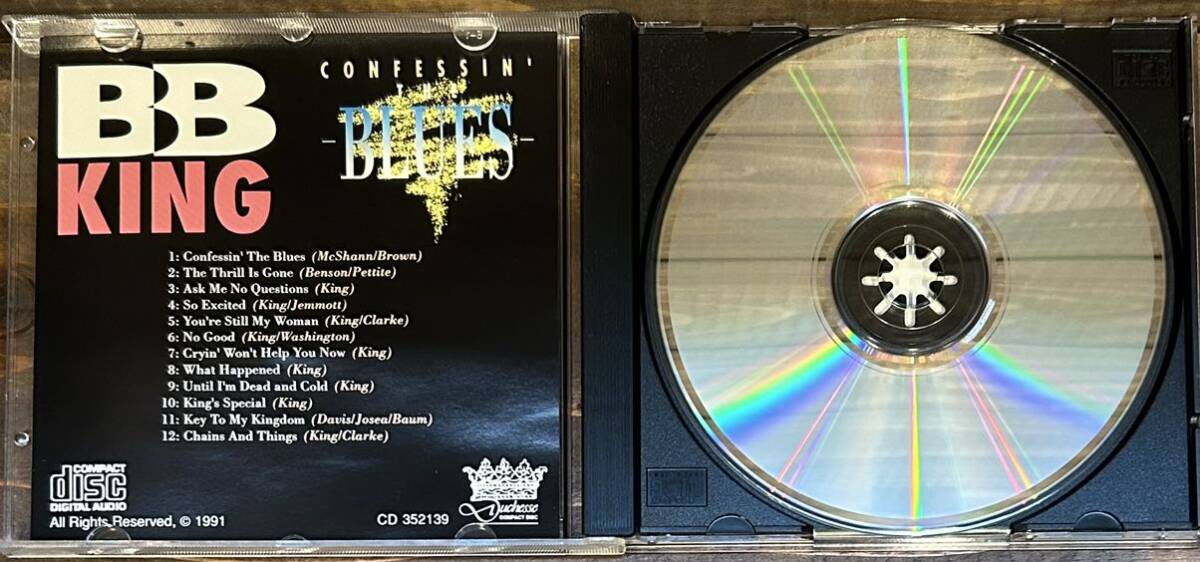 BB
KING
CONFESSIN'
THE
- BLUES -
1: Confessin' The Blues (McShann/Brown)
2: The Thrill Is Gone (Benson/Pettite)
3: Ask Me No Questions (King)
4: So Excited (King/Jemmott)
5: You're Still My Woman (King/Clarke)
6: No Good (King/Washington)
7: Cryin' Won't Help You Now (King)
8: What Happened (King)
9: Until I'm Dead and Cold (King)
10: King's Special (King)
11: Key To My Kingdom (Davis/Josea/Baum)
12: Chains And Things (King/Clarke)
COMPACT
disc
DIGITAL AUDIO
All Rights Reserved, © 1991
CD 352139
Duchesse
COMPACT DISC